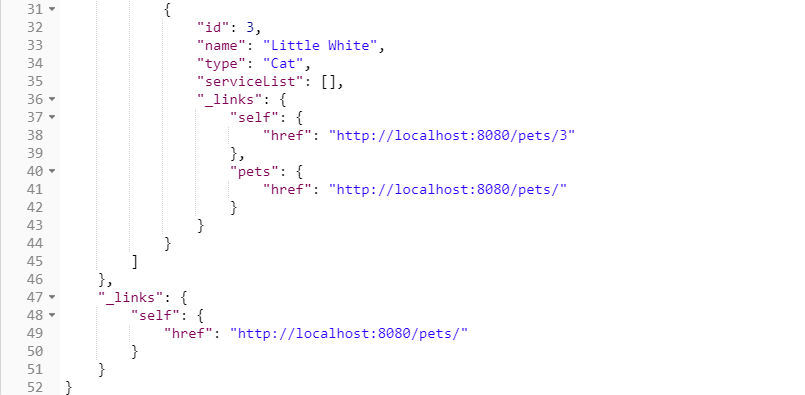 31 {
32 "id": 3,
33 "name": "Little White",
34 "type": "Cat",
35 "serviceList": [],
36 "_links": {
37 "self": {
38 "href": "http://localhost:8080/pets/3"
39 },
40 "pets": {
41 "href": "http://localhost:8080/pets/"
42 }
43 }
44 }
45 ]
46 },
47 "_links": {
48 "self": {
49 "href": "http://localhost:8080/pets/"
50 }
51 }
52 }